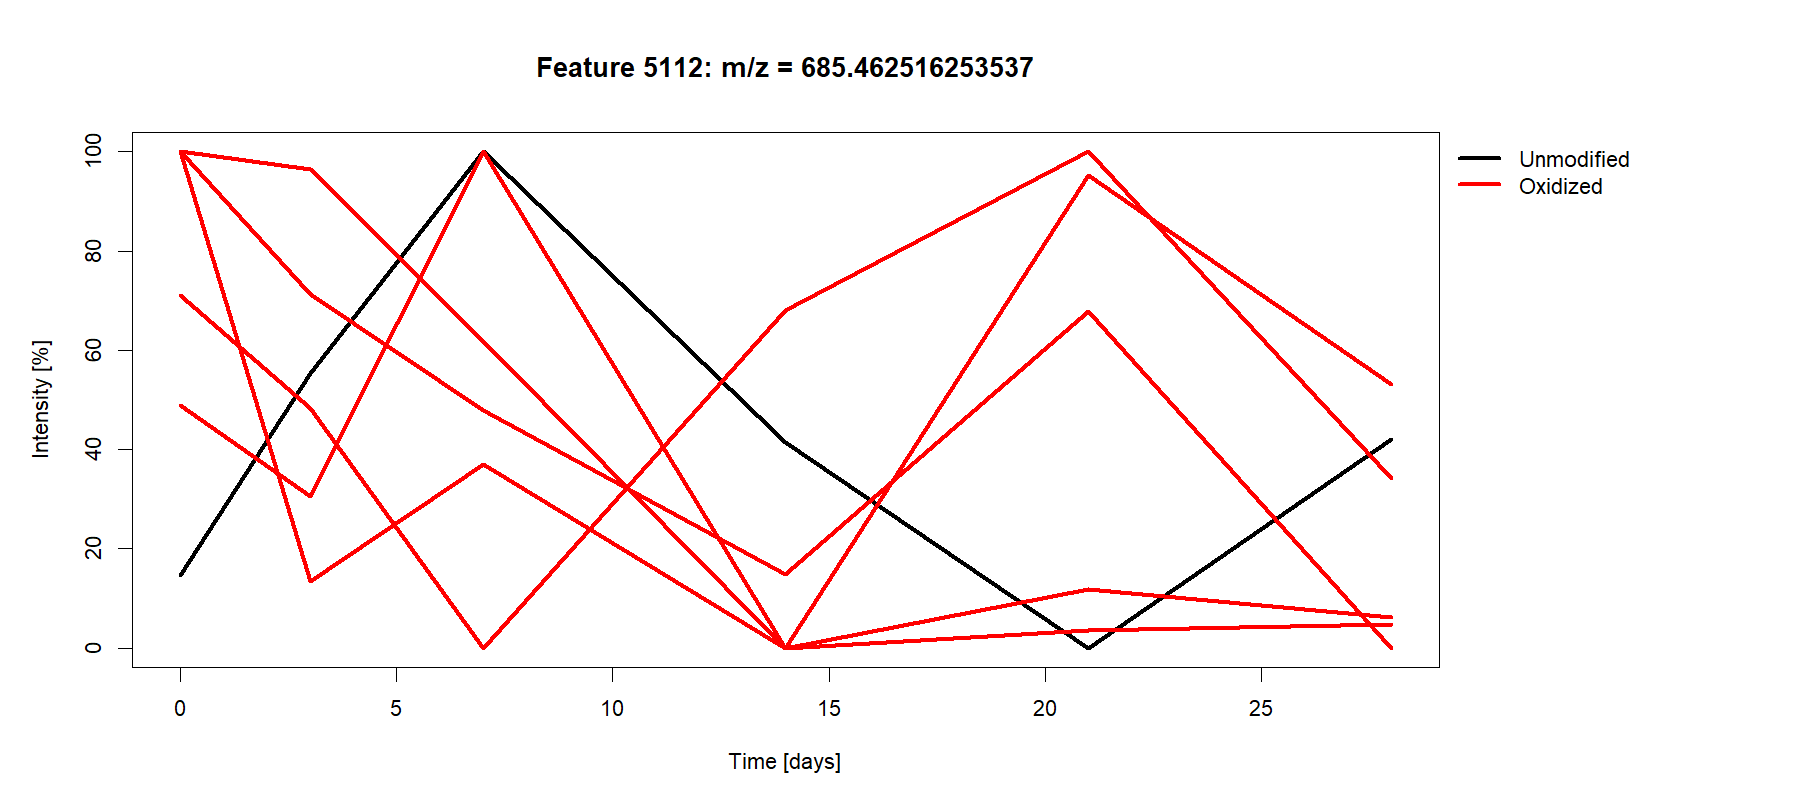 Feature 5112: m/z = 685.462516253537
Unmodified
Oxidized
Intensity [%]
100
80
60
40
20
0
0 5 10 15 20 25
Time [days]